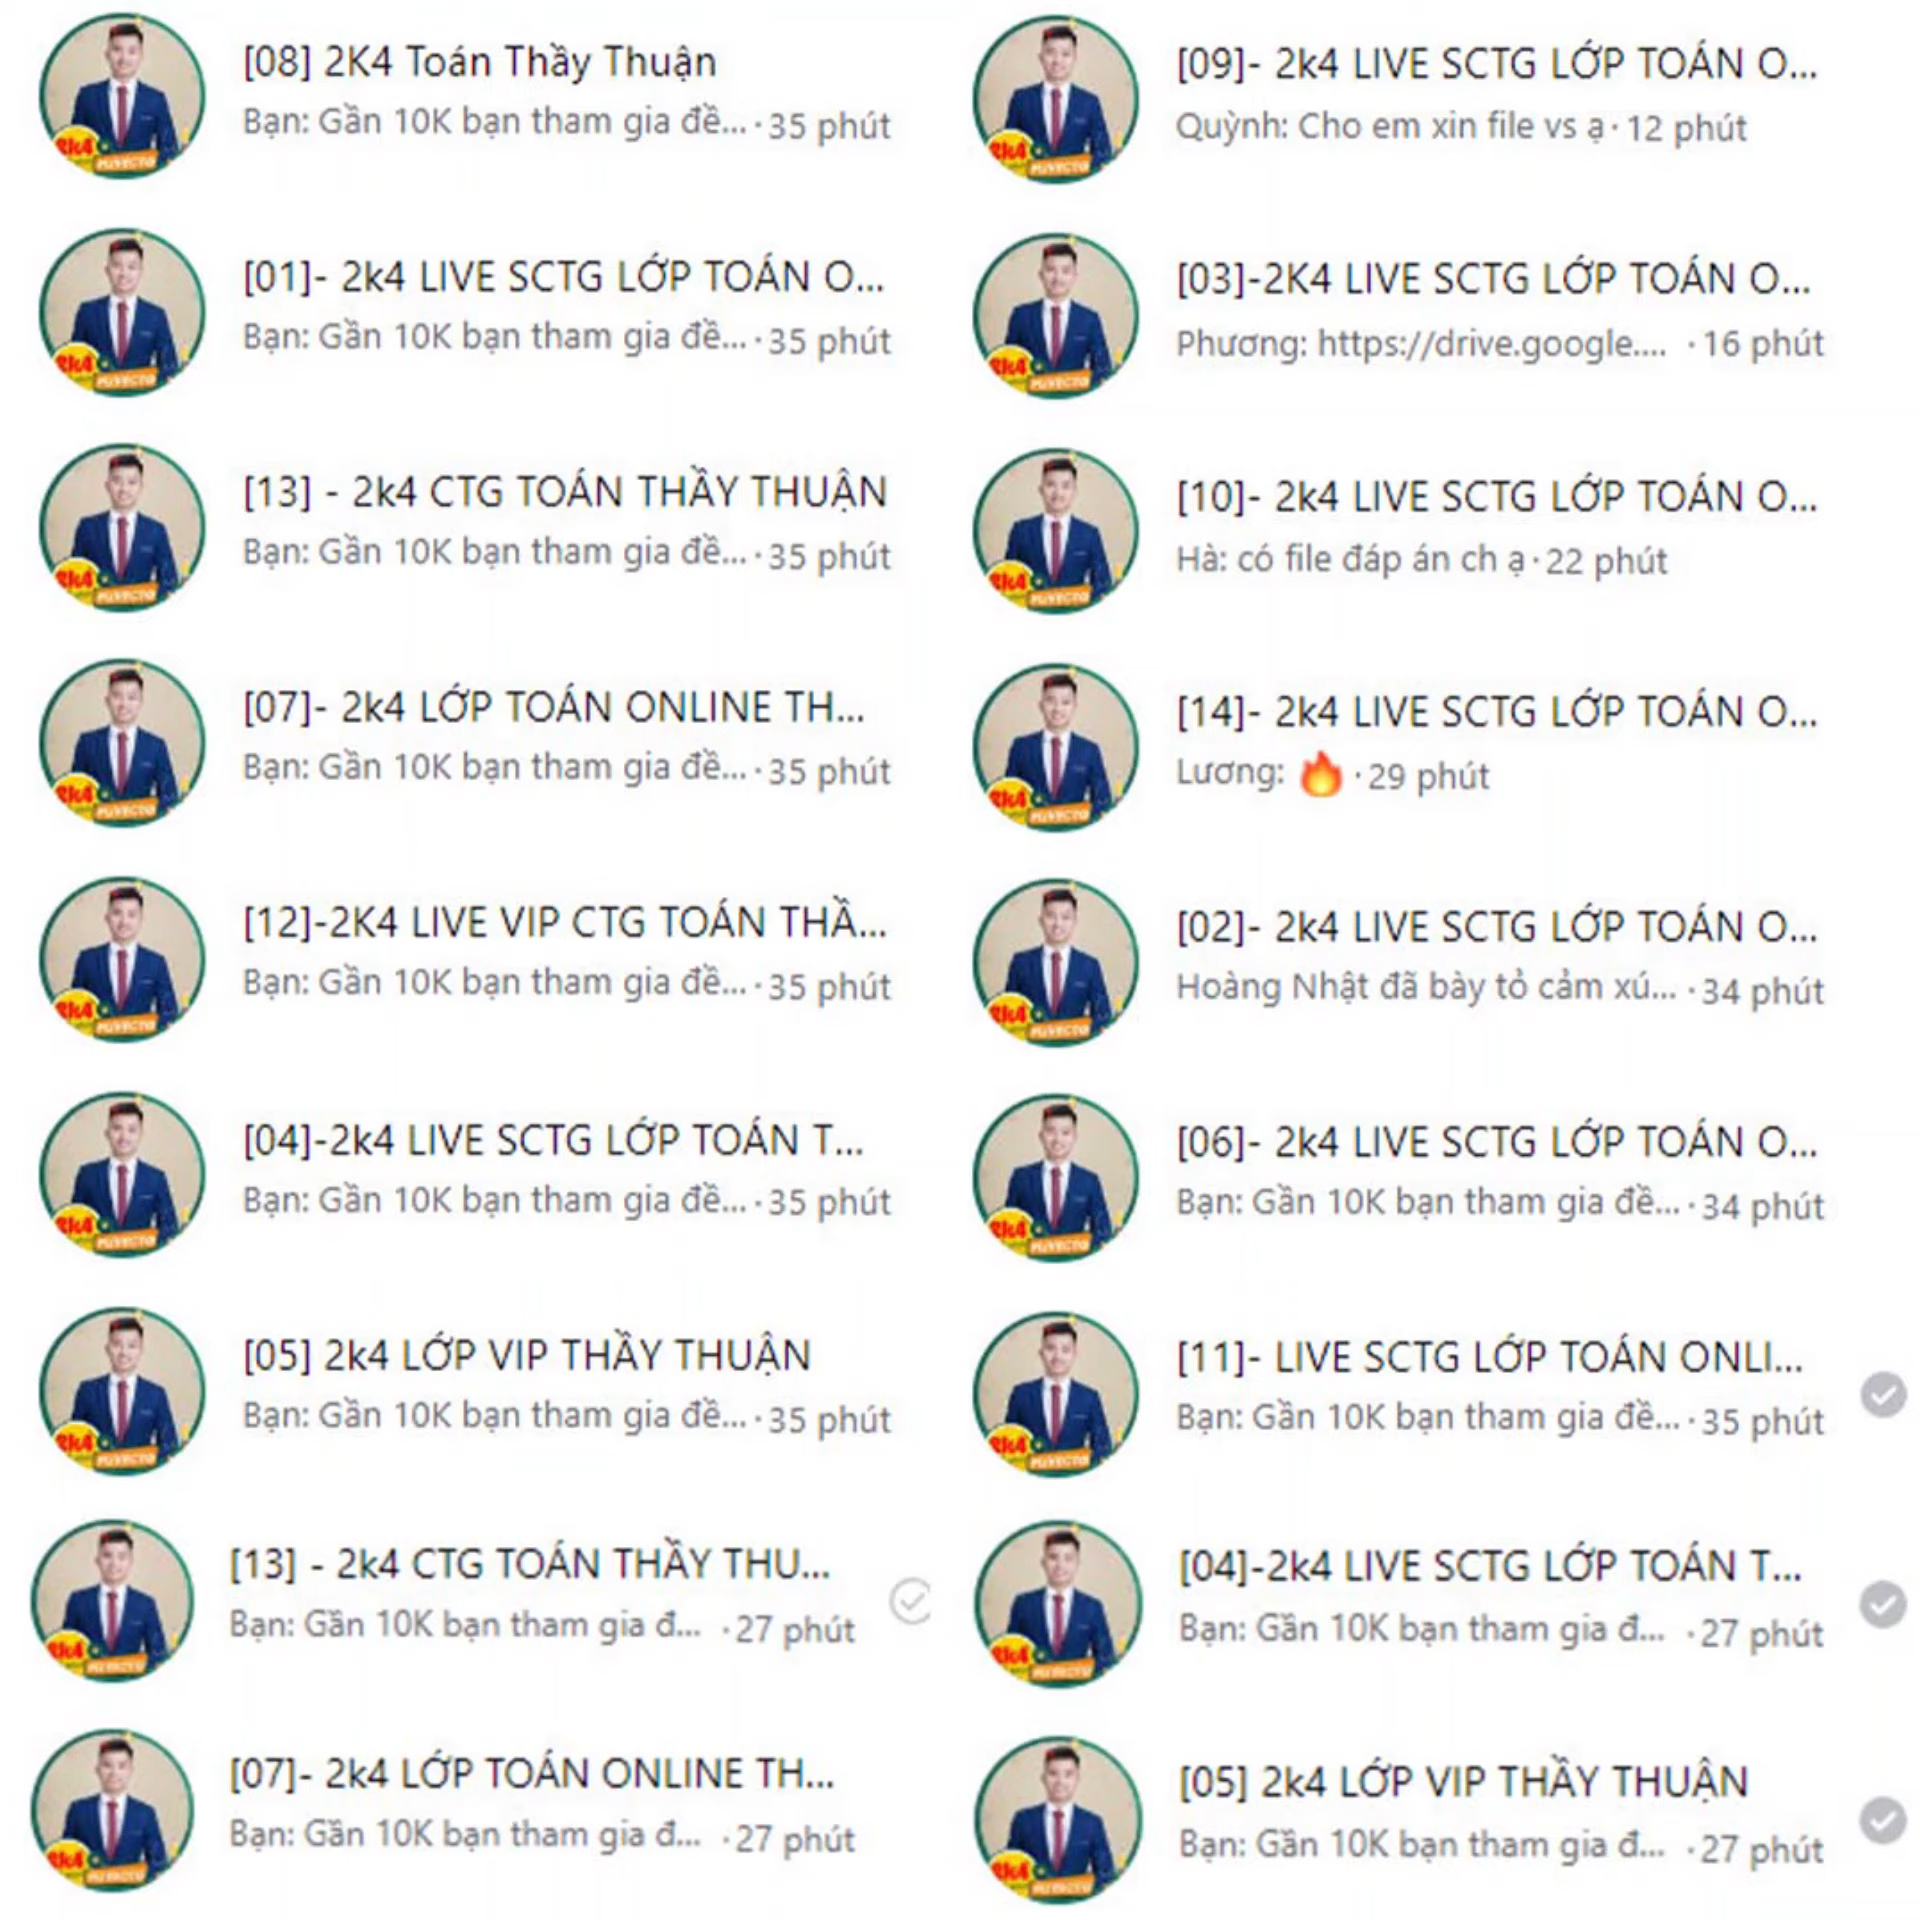 [08] 2K4 Toán Thầy Thuận
Bạn: Gần 10K bạn tham gia đề... · 35 phút
[01]- 2k4 LIVE SCTG LỚP TOÁN O...
Bạn: Gần 10K bạn tham gia đề... · 35 phút
[13] - 2k4 CTG TOÁN THẦY THUẬN
Bạn: Gần 10K bạn tham gia đề... · 35 phút
[07]- 2k4 LỚP TOÁN ONLINE TH...
Bạn: Gần 10K bạn tham gia đề... · 35 phút
[12]-2K4 LIVE VIP CTG TOÁN THẦ...
Bạn: Gần 10K bạn tham gia đề... · 35 phút
[04]-2k4 LIVE SCTG LỚP TOÁN T...
Bạn: Gần 10K bạn tham gia đề... · 35 phút
[05] 2k4 LỚP VIP THẦY THUẬN
Bạn: Gần 10K bạn tham gia đề... · 35 phút
[13] - 2k4 CTG TOÁN THẦY THU...
Bạn: Gần 10K bạn tham gia đ... · 27 phút
[07]- 2k4 LỚP TOÁN ONLINE TH...
Bạn: Gần 10K bạn tham gia đ... · 27 phút
[09]- 2k4 LIVE SCTG LỚP TOÁN O...
Quỳnh: Cho em xin file vs ạ · 12 phút
[03]-2K4 LIVE SCTG LỚP TOÁN O...
Phương: https://drive.google.... · 16 phút
[10]- 2k4 LIVE SCTG LỚP TOÁN O...
Hà: có file đáp án ch ạ · 22 phút
[14]- 2k4 LIVE SCTG LỚP TOÁN O...
Lương: 🔥 · 29 phút
[02]- 2k4 LIVE SCTG LỚP TOÁN O...
Hoàng Nhật đã bày tỏ cảm xú... · 34 phút
[06]- 2k4 LIVE SCTG LỚP TOÁN O...
Bạn: Gần 10K bạn tham gia đề... · 34 phút
[11]- LIVE SCTG LỚP TOÁN ONLI...
Bạn: Gần 10K bạn tham gia đề... · 35 phút
[04]-2k4 LIVE SCTG LỚP TOÁN T...
Bạn: Gần 10K bạn tham gia đ... · 27 phút
[05] 2k4 LỚP VIP THẦY THUẬN
Bạn: Gần 10K bạn tham gia đ... · 27 phút